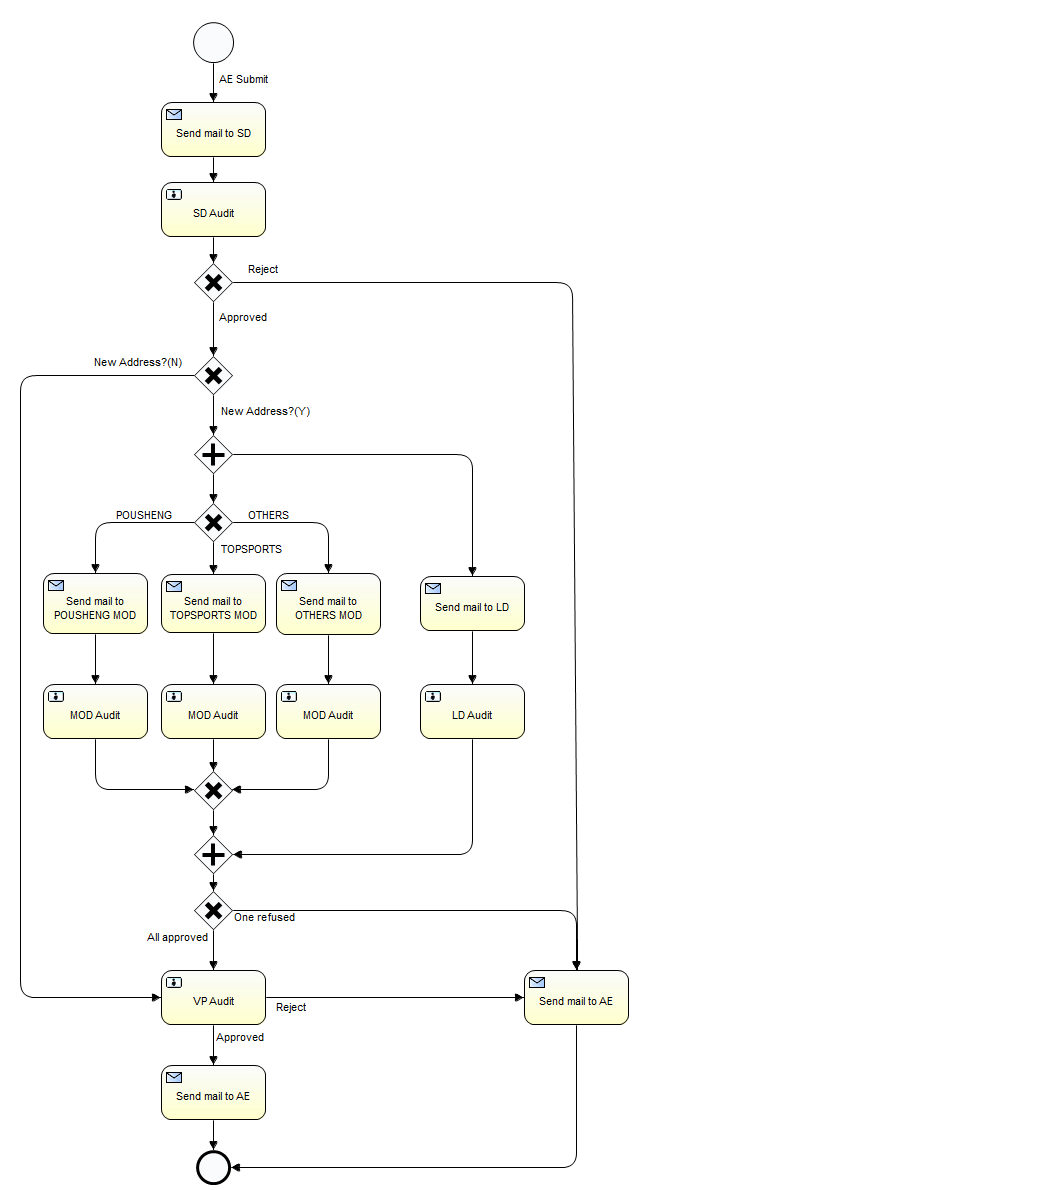 AE Submit
Send mail to SD
SD Audit
Reject
Approved
New Address?(N)
New Address?(Y)
POUSHENG
OTHERS
TOPSPORTS
Send mail to
POUSHENG MOD
Send mail to
TOPSPORTS MOD
Send mail to
OTHERS MOD
Send mail to LD
MOD Audit
MOD Audit
MOD Audit
LD Audit
One refused
All approved
VP Audit
Reject
Send mail to AE
Approved
Send mail to AE